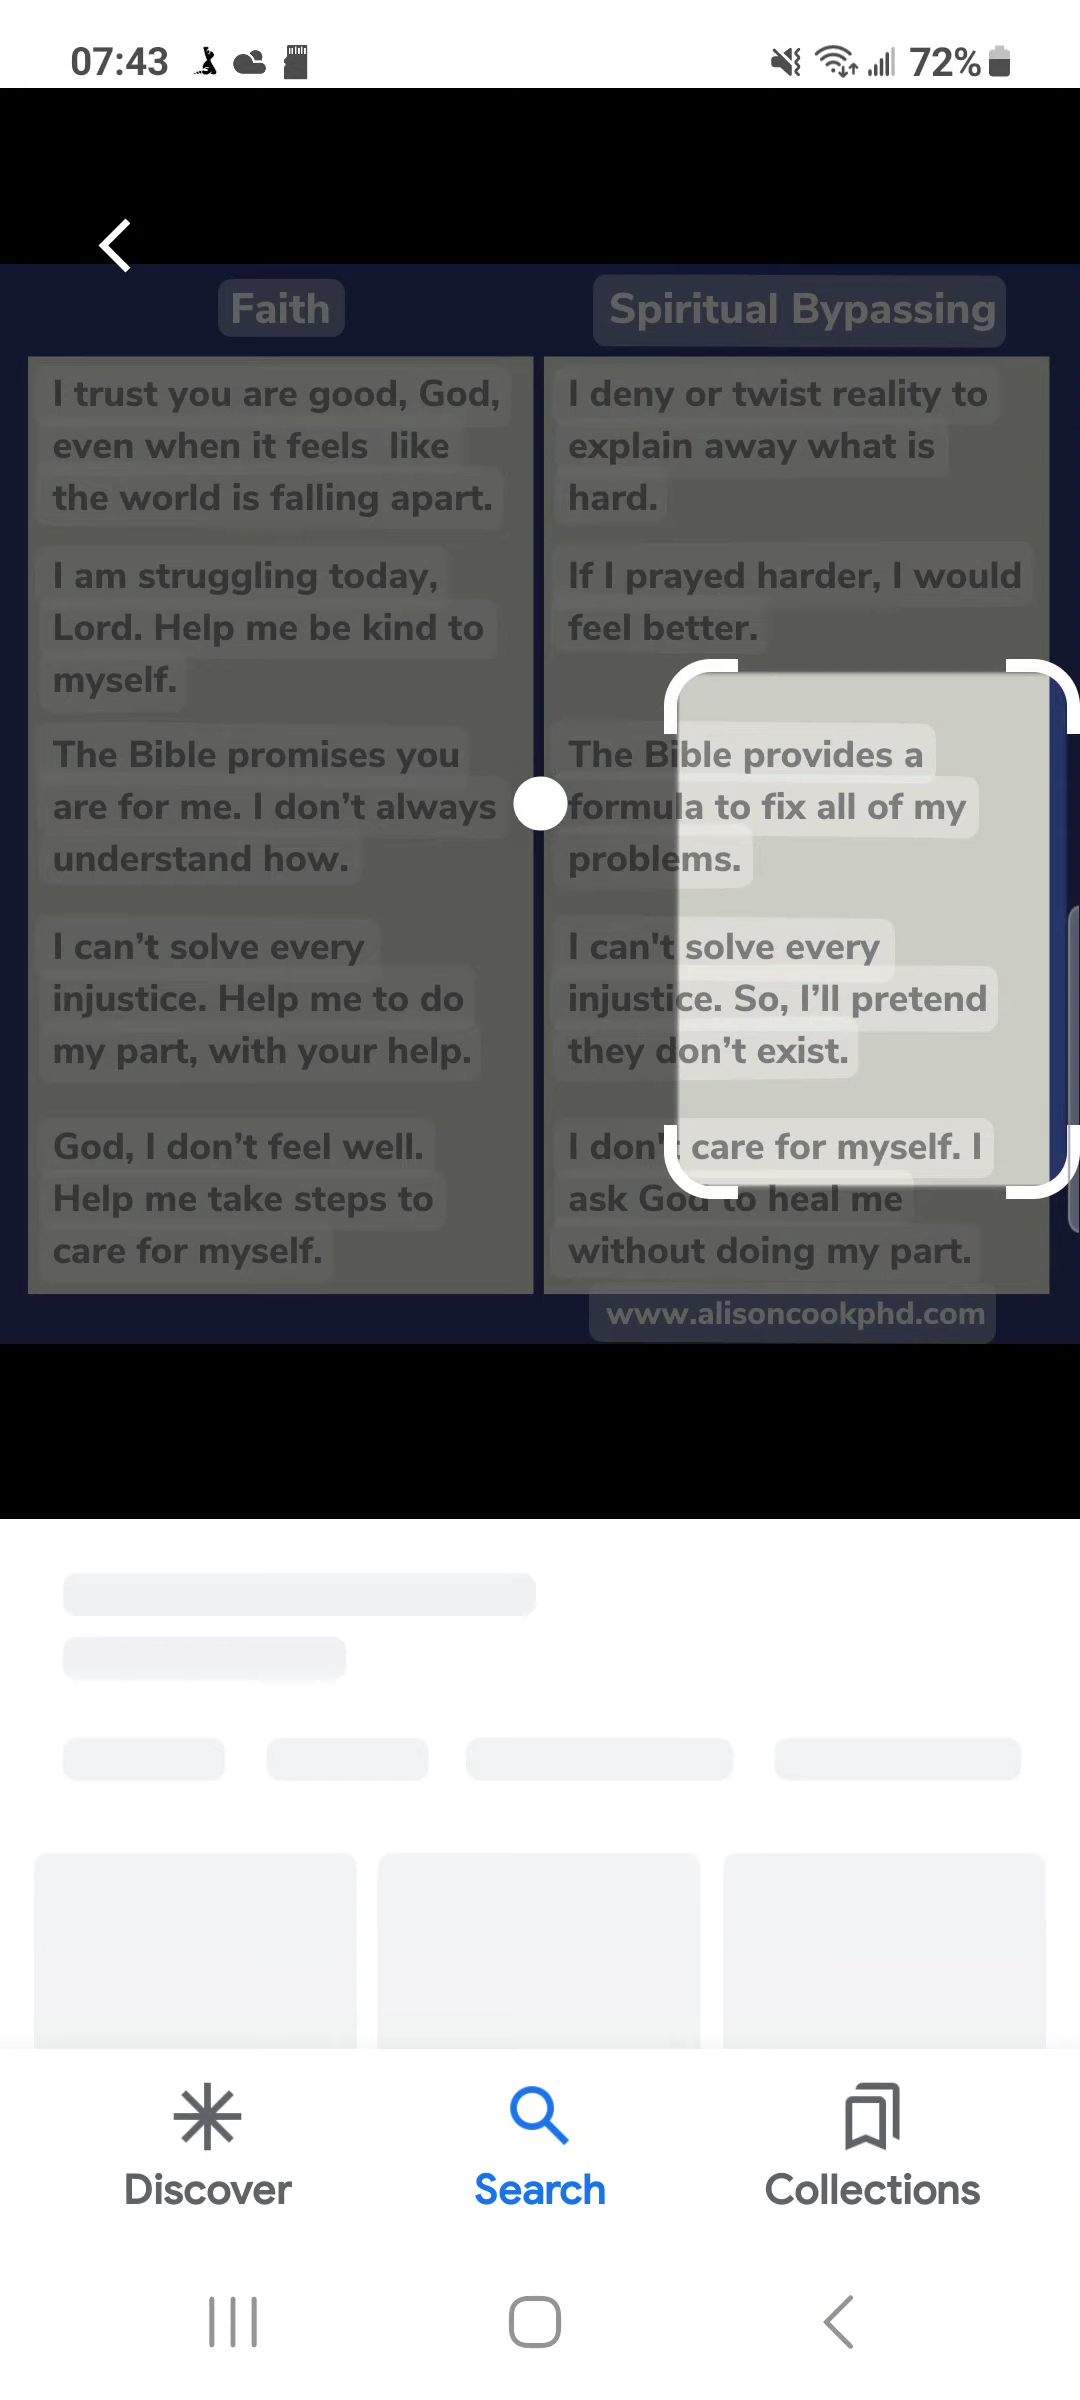 07:43
72%
Faith
I trust you are good, God,
even when it feels like
the world is falling apart.
I am struggling today,
Lord. Help me be kind to
myself.
The Bible promises you
are for me. I don’t always
understand how.
I can’t solve every
injustice. Help me to do
my part, with your help.
God, I don’t feel well.
Help me take steps to
care for myself.
Spiritual Bypassing
I deny or twist reality to
explain away what is
hard.
If I prayed harder, I would
feel better.
The Bible provides a
formula to fix all of my
problems.
I can't solve every
injustice. So, I’ll pretend
they don’t exist.
I don't care for myself. I
ask God to heal me
without doing my part.
www.alisoncookphd.com
Discover
Search
Collections